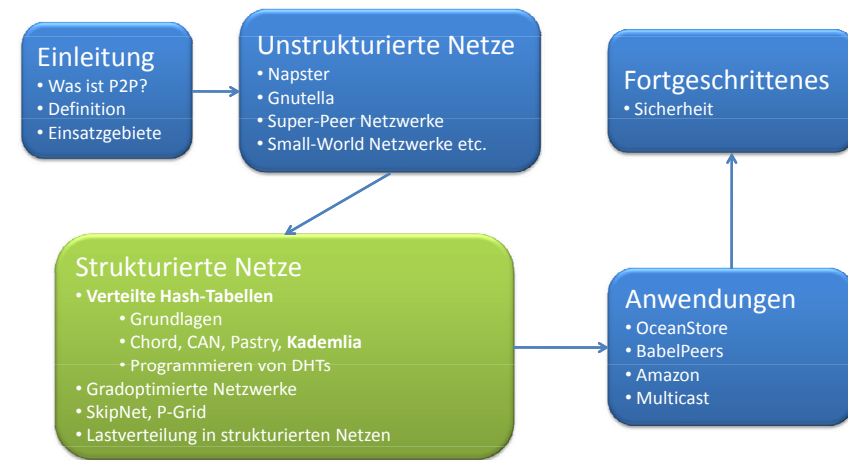 Einleitung
• Was ist P2P?
• Definition
• Einsatzgebiete
Unstrukturierte Netze
• Napster
• Gnutella
• Super-Peer Netzwerke
• Small-World Netzwerke etc.
Strukturierte Netze
• Verteilte Hash-Tabellen
• Grundlagen
• Chord, CAN, Pastry, Kademlia
• Programmieren von DHTs
• Gradoptimierte Netzwerke
• SkipNet, P-Grid
• Lastverteilung in strukturierten Netzen
Anwendungen
• OceanStore
• BabelPeers
• Amazon
• Multicast
Fortgeschrittenes
• Sicherheit